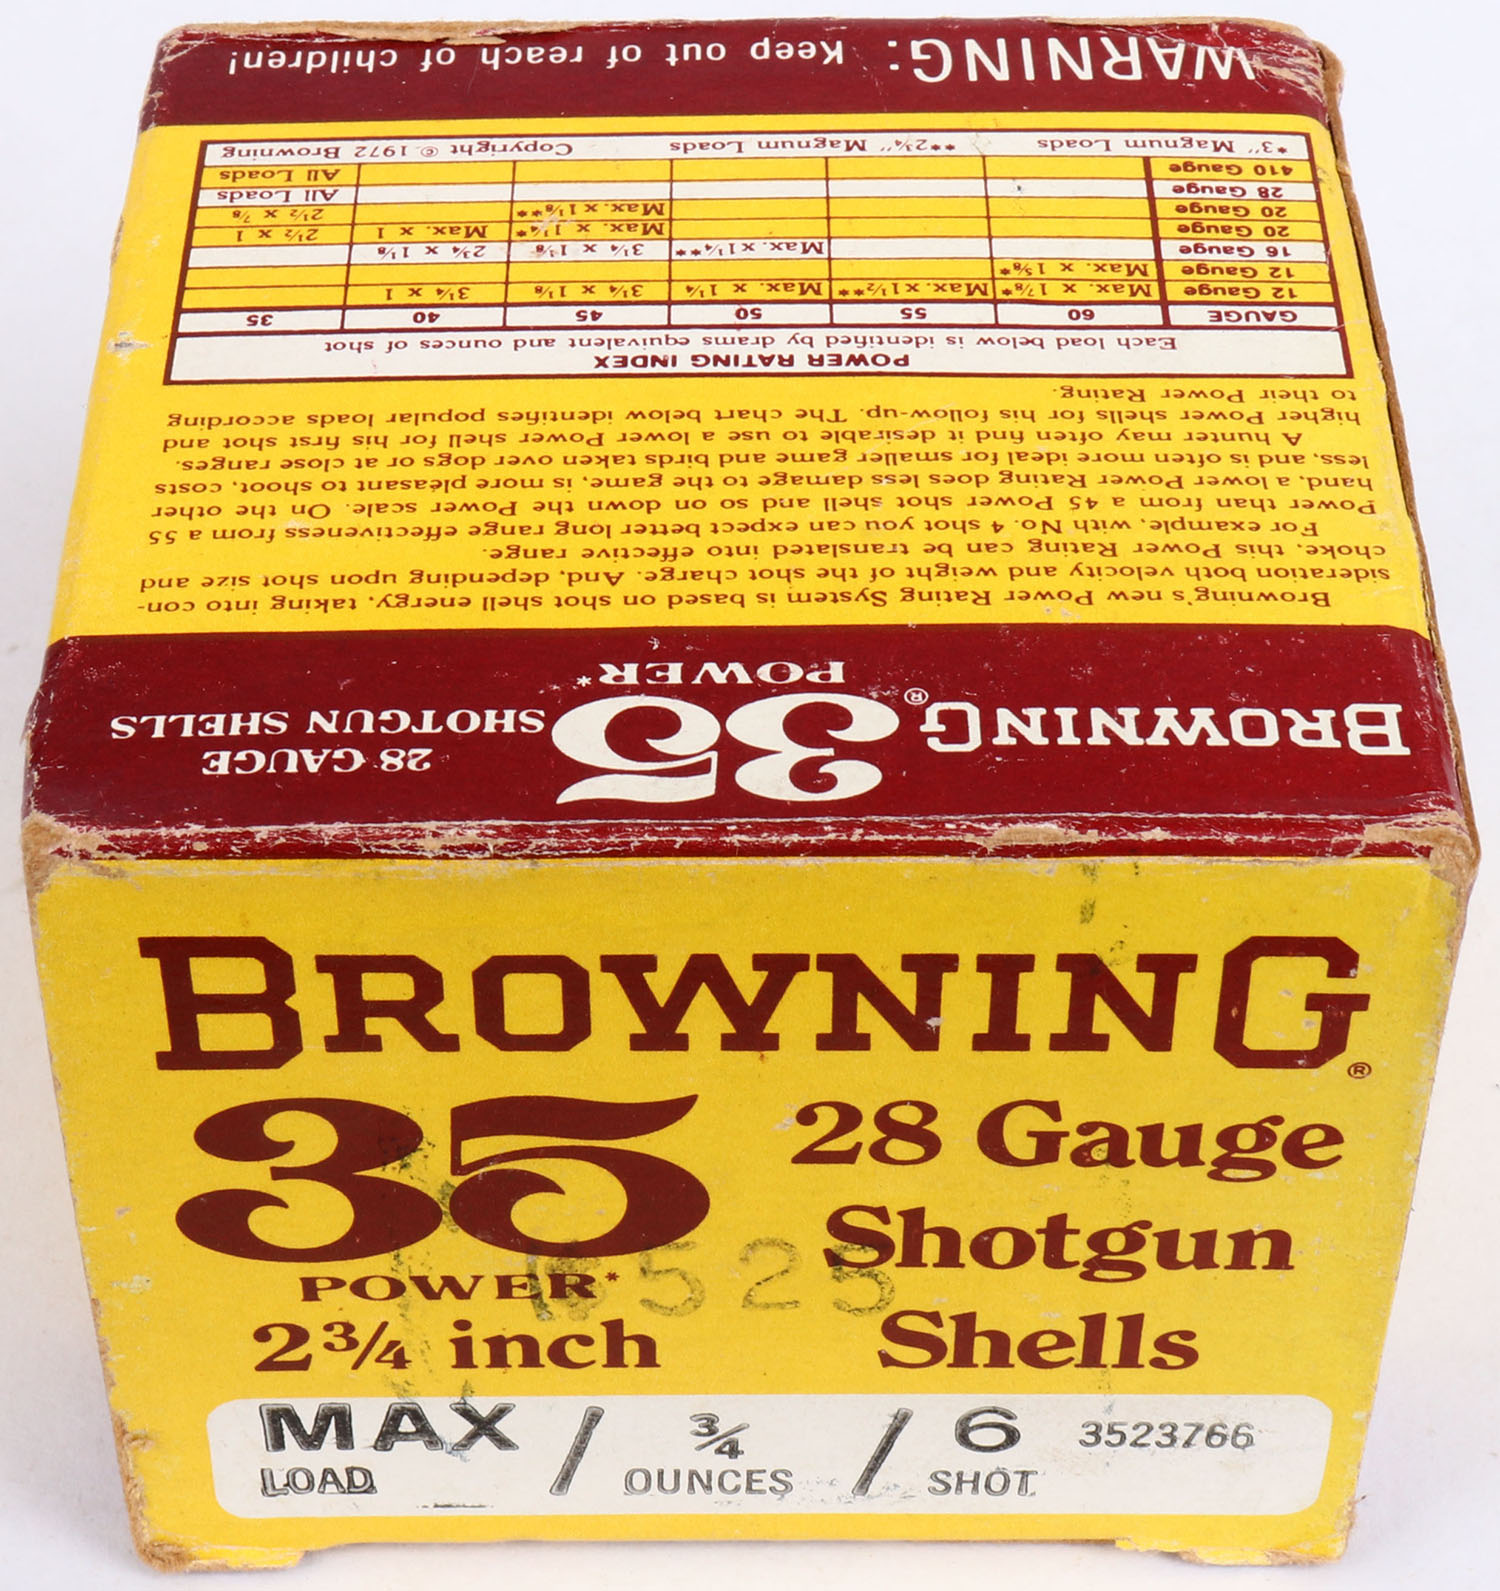 BROWNING®
35
POWER*
2¾ inch
28 Gauge
Shotgun
Shells
MAX / ¾ / 6 3523766
LOAD OUNCES SHOT
525
BROWNING® 35 POWER*
28 GAUGE
SHOTGUN SHELLS
Browning's new Power Rating System is based on shot shell energy, taking into con-
sideration both velocity and weight of the shot charge. And, depending upon shot size and
choke, this Power Rating can be translated into effective range.
For example, with No. 4 shot you can expect better long range effectiveness from a 55
Power than from a 45 Power shot shell and so on down the Power scale. On the other
hand, a lower Power Rating does less damage to the game, is more pleasant to shoot, costs
less, and is often more ideal for smaller game and birds taken over dogs or at close ranges.
A hunter may often find it desirable to use a lower Power shell for his first shot and
higher Power shells for his follow-up. The chart below identifies popular loads according
to their Power Rating.
POWER RATING INDEX
Each load below is identified by drams equivalent and ounces of shot
GAUGE 60 55 50 45 40 35
12 Gauge Max. x 1⅞* Max. x 1½** Max. x 1¼ 3¼ x 1⅛ 3¼ x 1
12 Gauge Max. x 1⅝*
16 Gauge Max. x 1¼** 3¼ x 1⅛ 2¾ x 1⅛
20 Gauge Max. x 1¼* Max. x 1 2½ x 1
20 Gauge Max. x 1⅛** 2½ x ⅞
28 Gauge All Loads
410 Gauge All Loads
*3" Magnum Loads **2¾" Magnum Loads Copyright © 1972 Browning
WARNING: Keep out of reach of children!